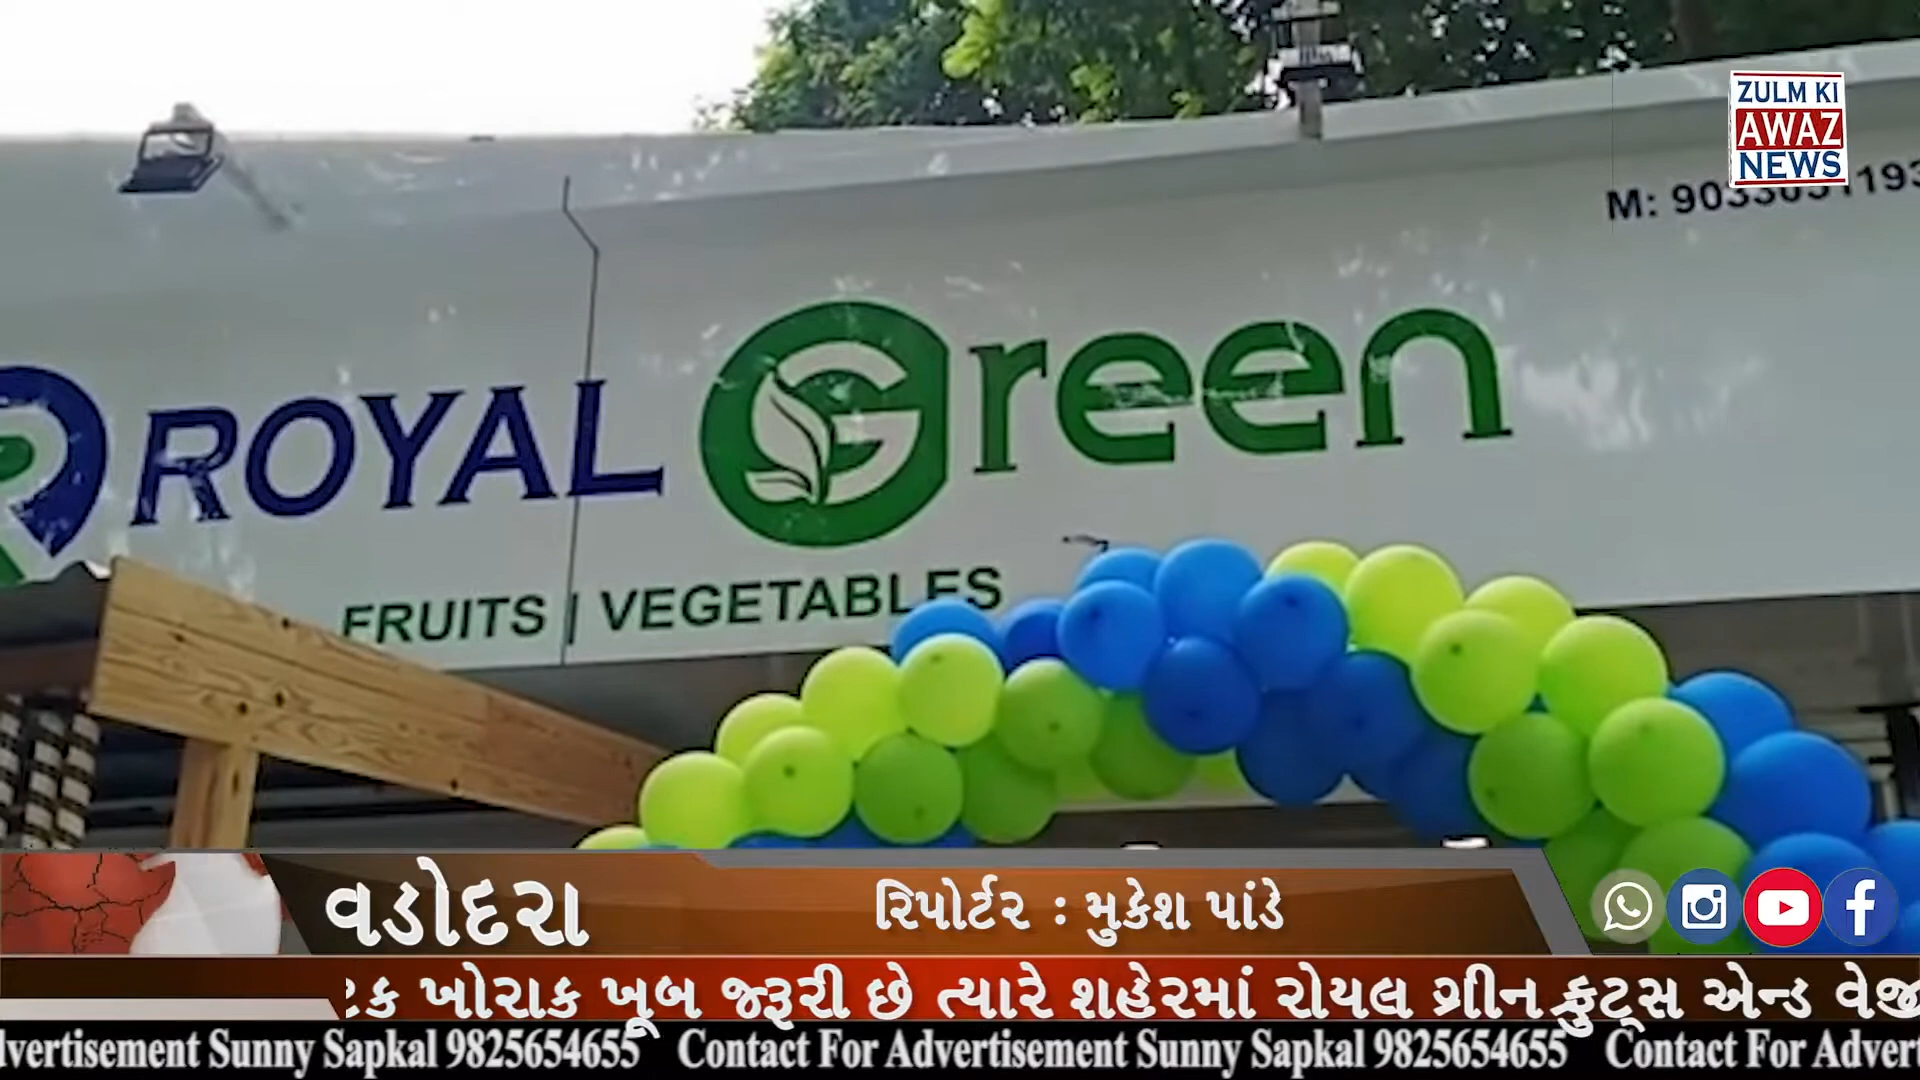 ZULM KI
AWAZ
NEWS
ROYAL Green
FRUITS | VEGETABLES
વડોદરા
રિપોર્ટર : મુકેશ પાંડે
ખોરાક ખૂબ જરૂરી છે ત્યારે શહેરમાં રોયલ ગ્રીન ફ્રુટ્સ એન્ડ
Sunny Sapkal 9825654655 Contact For Advertisement Sunny Sapkal 9825654655 Contact For